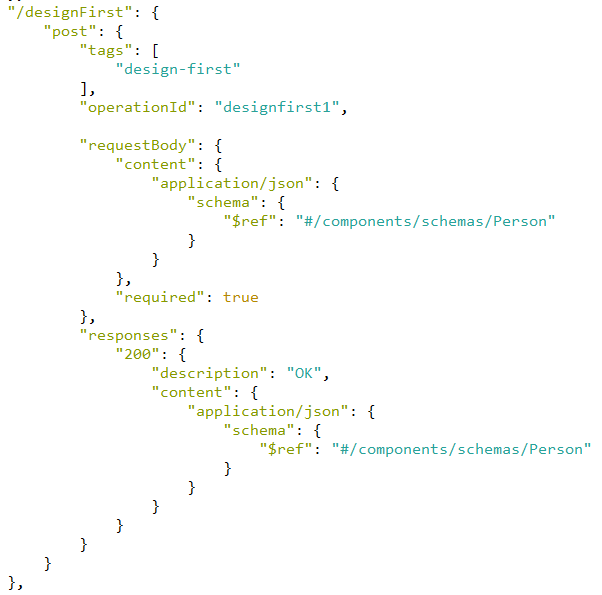 "/designFirst": {
    "post": {
        "tags": [
            "design-first"
        ],
        "operationId": "designfirst1",

        "requestBody": {
            "content": {
                "application/json": {
                    "schema": {
                        "$ref": "#/components/schemas/Person"
                    }
                }
            },
            "required": true
        },
        "responses": {
            "200": {
                "description": "OK",
                "content": {
                    "application/json": {
                        "schema": {
                            "$ref": "#/components/schemas/Person"
                        }
                    }
                }
            }
        }
    }
},